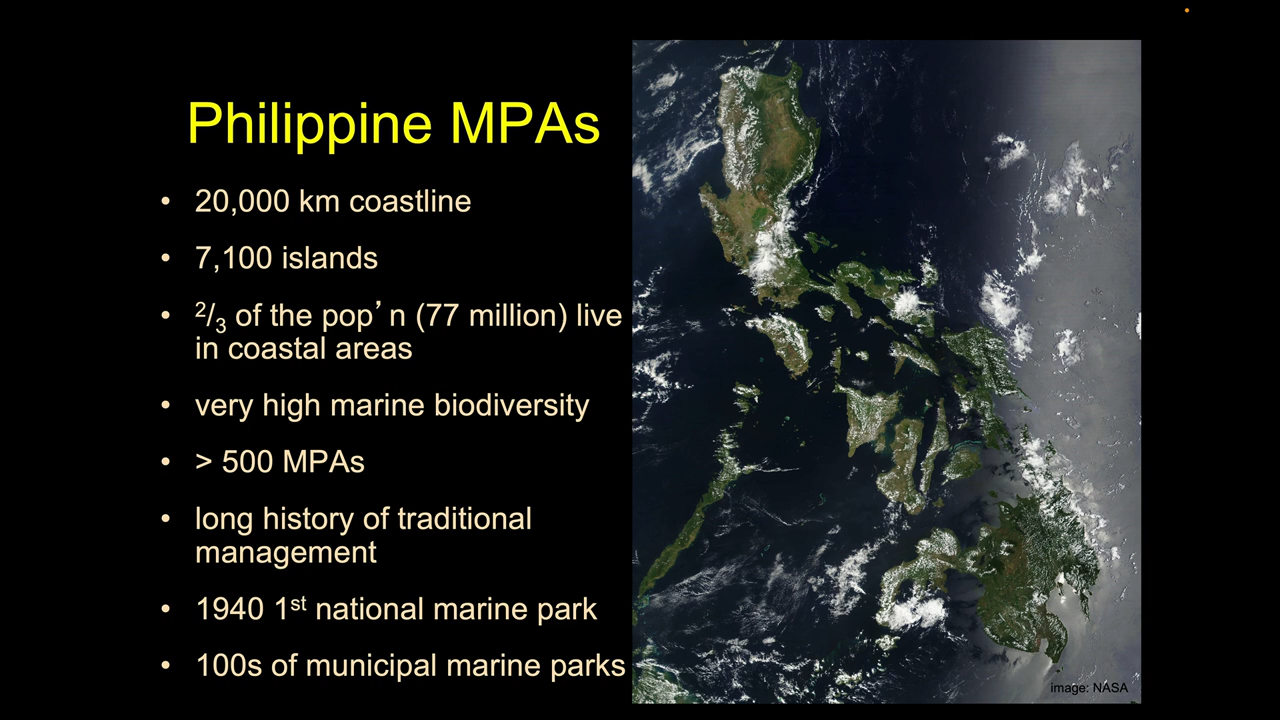 Philippine MPAs
• 20,000 km coastline
• 7,100 islands
• 2/3 of the pop’n (77 million) live
in coastal areas
• very high marine biodiversity
• > 500 MPAs
• long history of traditional
management
• 1940 1st national marine park
• 100s of municipal marine parks
image: NASA